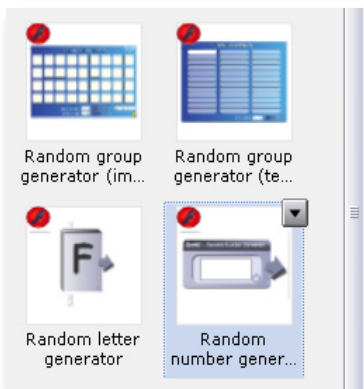 Random group
generator (im...
Random group
generator (te...
F
Random letter
generator
Random
number gener...